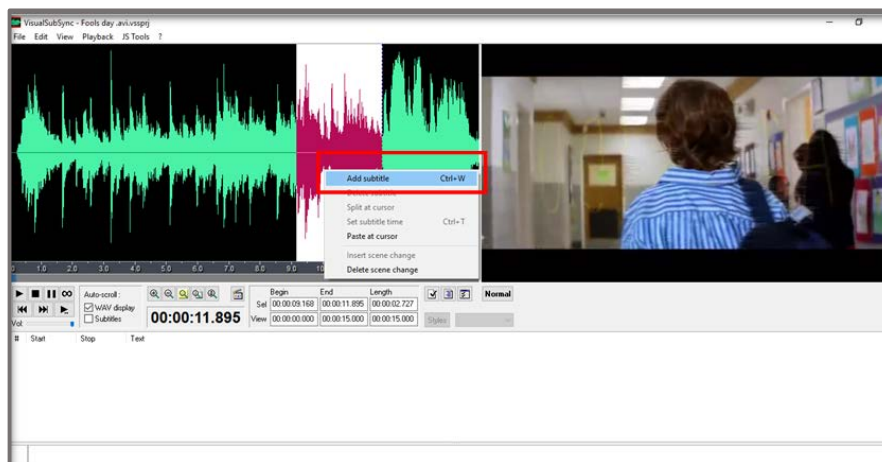 VisualSubSync - Fools day .avi.vssprj
File Edit View Playback JS Tools ?
Add subtitle Ctrl+W
Split at cursor
Set subtitle time Ctrl+T
Paste at cursor
Insert scene change
Delete scene change
1.0 2.0 3.0 4.0 5.0 6.0 7.0 8.0 9.0
Auto-scroll :
WAV display
Subtitles
Vol:
00:00:11.895
Begin End Length
Sel 00:00:09.168 00:00:11.895 00:00:02.727
View 00:00:00.000 00:00:15.000 00:00:15.000
Normal
Styles
# Start Stop Text